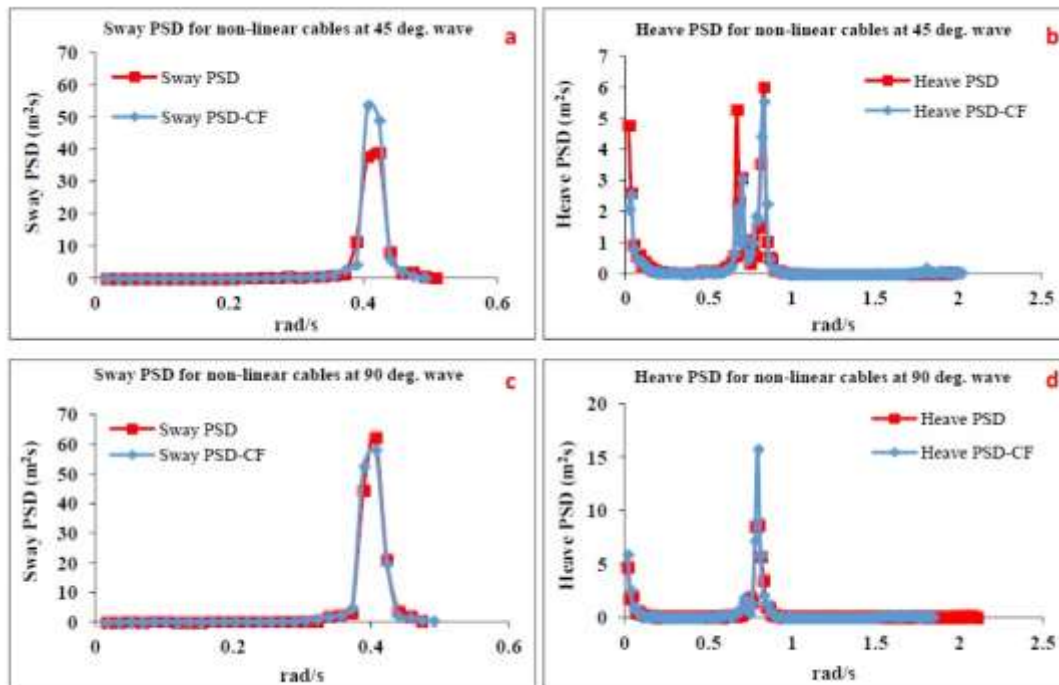 Sway PSD for non-linear cables at 45 deg. wave
a
70
60
50
40
30
20
10
0
Sway PSD (m²s)
Sway PSD
Sway PSD-CF
0 0.2 0.4 0.6
rad/s
Heave PSD for non-linear cables at 45 deg. wave
b
7
6
5
4
3
2
1
0
Heave PSD (m²s)
Heave PSD
Heave PSD-CF
0 0.5 1 1.5 2 2.5
rad/s
Sway PSD for non-linear cables at 90 deg. wave
c
70
60
50
40
30
20
10
0
Sway PSD (m²s)
Sway PSD
Sway PSD-CF
0 0.2 0.4 0.6
rad/s
Heave PSD for non-linear cables at 90 deg. wave
d
20
15
10
5
0
Heave PSD (m²s)
Heave PSD
Heave PSD-CF
0 0.5 1 1.5 2 2.5
rad/s